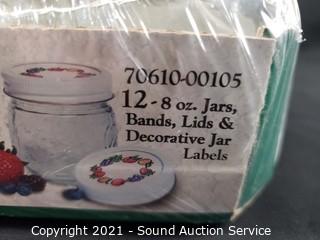 70610-00105
12 - 8 oz. Jars,
Bands, Lids &
Decorative Jar
Labels
Copyright 2021 - Sound Auction Service